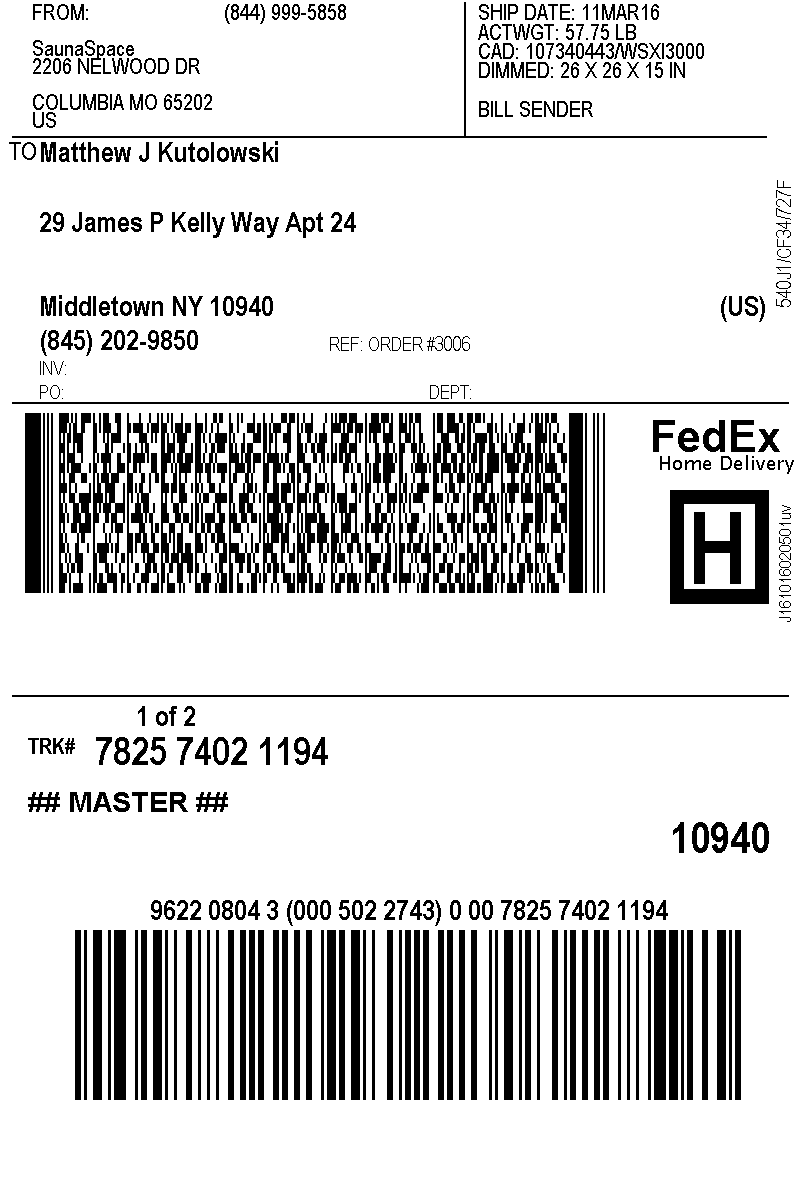 FROM: (844) 999-5858
SaunaSpace
2206 NELWOOD DR
COLUMBIA MO 65202
US
SHIP DATE: 11MAR16
ACTWGT: 57.75 LB
CAD: 107340443/WSXI3000
DIMMED: 26 X 26 X 15 IN
BILL SENDER
TO Matthew J Kutolowski
29 James P Kelly Way Apt 24
Middletown NY 10940 (US)
(845) 202-9850 REF: ORDER #3006
INV:
PO: DEPT:
540J1/CF34/727F
FedEx
Home Delivery
H
J161016020501uv
1 of 2
TRK# 7825 7402 1194
## MASTER ##
10940
9622 0804 3 (000 502 2743) 0 00 7825 7402 1194